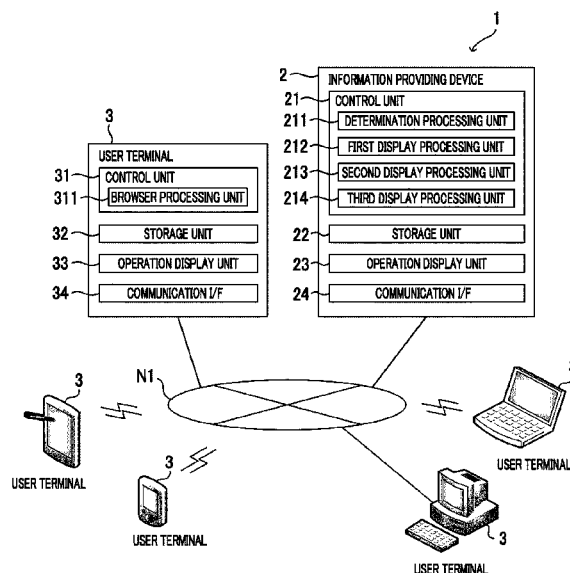 1
2
INFORMATION PROVIDING DEVICE
21
CONTROL UNIT
211
DETERMINATION PROCESSING UNIT
212
FIRST DISPLAY PROCESSING UNIT
213
SECOND DISPLAY PROCESSING UNIT
214
THIRD DISPLAY PROCESSING UNIT
22
STORAGE UNIT
23
OPERATION DISPLAY UNIT
24
COMMUNICATION I/F
3
USER TERMINAL
31
CONTROL UNIT
311
BROWSER PROCESSING UNIT
32
STORAGE UNIT
33
OPERATION DISPLAY UNIT
34
COMMUNICATION I/F
N1
3
USER TERMINAL
3
USER TERMINAL
3
USER TERMINAL
USER TERMINAL